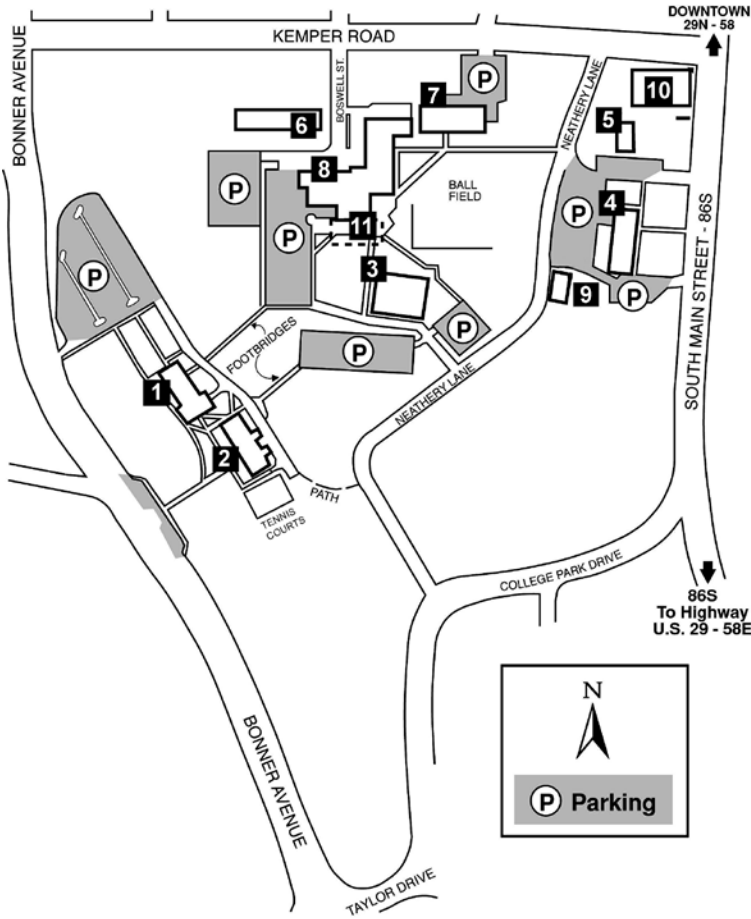 DOWNTOWN
29N - 58
KEMPER ROAD
BONNER AVENUE
BOSWELL ST.
P
7
10
6
NEATHERY LANE
5
8
P
BALL
FIELD
4
P
P
11
P
3
P
9
P
SOUTH MAIN STREET - 86S
P
FOOTBRIDGES
P
1
NEATHERY LANE
2
PATH
TENNIS
COURTS
COLLEGE PARK DRIVE
86S
To Highway
U.S. 29 - 58E
N
BONNER AVENUE
P Parking
TAYLOR DRIVE